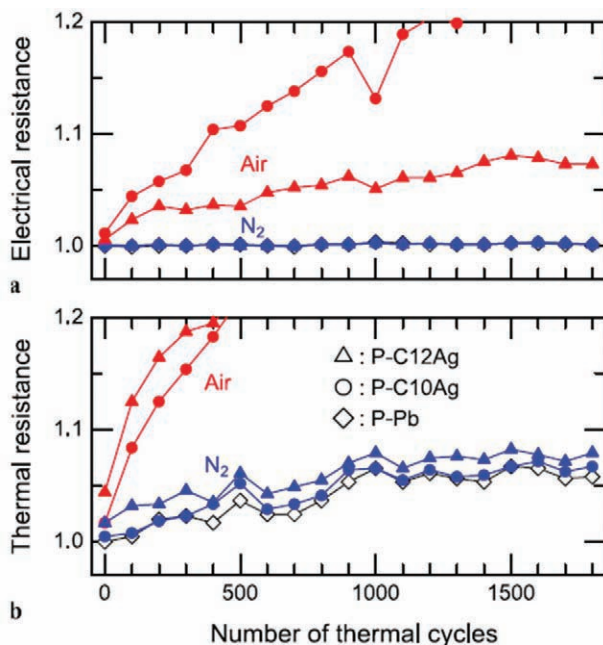 1.2
1.1
1.0
Electrical resistance
Air
N2
a
1.2
1.1
1.0
Thermal resistance
Air
N2
△ : P-C12Ag
○ : P-C10Ag
◇ : P-Pb
b
0 500 1000 1500
Number of thermal cycles